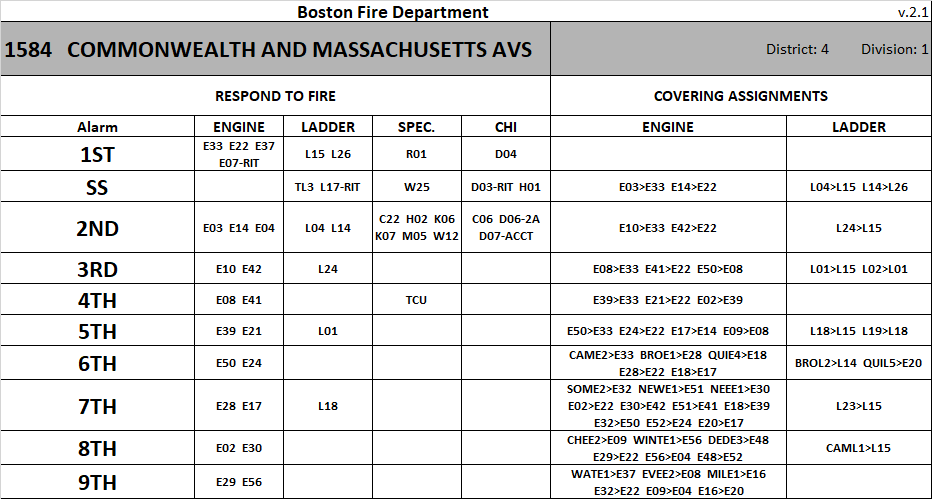 Boston Fire Department v.2.1
1584 COMMONWEALTH AND MASSACHUSETTS AVS District: 4 Division: 1
RESPOND TO FIRE COVERING ASSIGNMENTS
Alarm ENGINE LADDER SPEC. CHI ENGINE LADDER
1ST E33 E22 E37 E07-RIT L15 L26 R01 D04
SS TL3 L17-RIT W25 D03-RIT H01 E03>E33 E14>E22 L04>L15 L14>L26
2ND E03 E14 E04 L04 L14 C22 H02 K06 K07 M05 W12 C06 D06-2A D07-ACCT E10>E33 E42>E22 L24>L15
3RD E10 E42 L24 E08>E33 E41>E22 E50>E08 L01>L15 L02>L01
4TH E08 E41 TCU E39>E33 E21>E22 E02>E39
5TH E39 E21 L01 E50>E33 E24>E22 E17>E14 E09>E08 L18>L15 L19>L18
6TH E50 E24 CAME2>E33 BROE1>E28 QUIE4>E18 E28>E22 E18>E17 BROL2>L14 QUIL5>E20
7TH E28 E17 L18 SOME2>E32 NEWE1>E51 NEEE1>E30 E02>E22 E30>E42 E51>E41 E18>E39 E32>E50 E52>E24 E20>E17 L23>L15
8TH E02 E30 CHEE2>E09 WINTE1>E56 DEDE3>E48 E29>E22 E56>E04 E48>E52 CAML1>L15
9TH E29 E56 WATE1>E37 EVEE2>E08 MILE1>E16 E32>E22 E09>E04 E16>E20